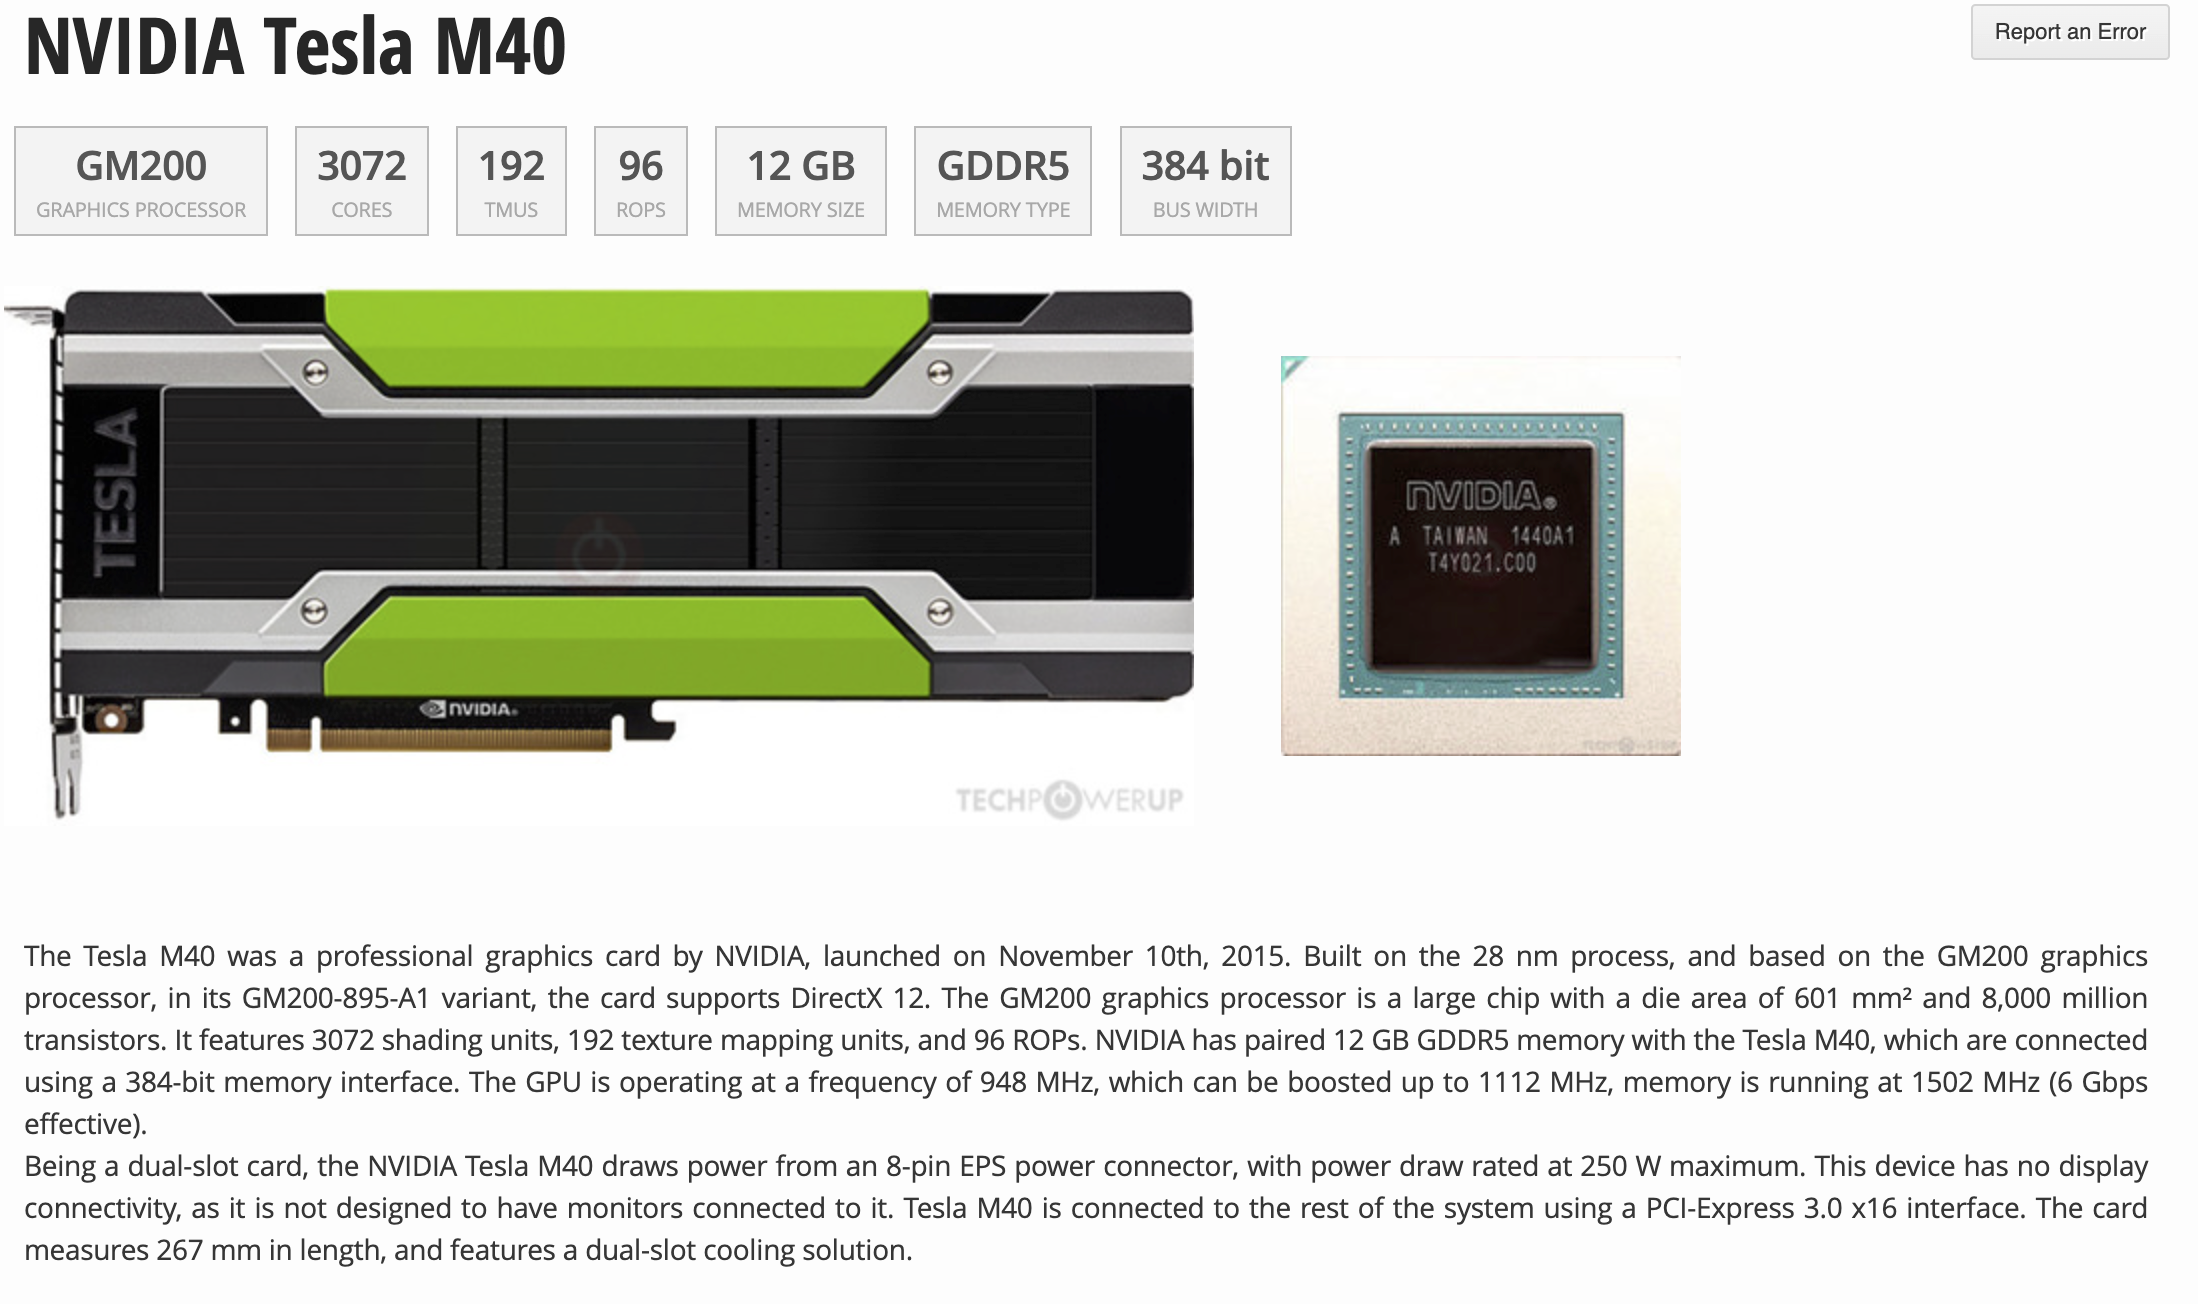 NVIDIA Tesla M40
Report an Error
GM200
GRAPHICS PROCESSOR
3072
CORES
192
TMUS
96
ROPS
12 GB
MEMORY SIZE
GDDR5
MEMORY TYPE
384 bit
BUS WIDTH
TESLA
NVIDIA.
TECHPOWERUP
NVIDIA®
A TAIWAN 1440A1
T4Y021.C00
The Tesla M40 was a professional graphics card by NVIDIA, launched on November 10th, 2015. Built on the 28 nm process, and based on the GM200 graphics
processor, in its GM200-895-A1 variant, the card supports DirectX 12. The GM200 graphics processor is a large chip with a die area of 601 mm² and 8,000 million
transistors. It features 3072 shading units, 192 texture mapping units, and 96 ROPs. NVIDIA has paired 12 GB GDDR5 memory with the Tesla M40, which are connected
using a 384-bit memory interface. The GPU is operating at a frequency of 948 MHz, which can be boosted up to 1112 MHz, memory is running at 1502 MHz (6 Gbps
effective).
Being a dual-slot card, the NVIDIA Tesla M40 draws power from an 8-pin EPS power connector, with power draw rated at 250 W maximum. This device has no display
connectivity, as it is not designed to have monitors connected to it. Tesla M40 is connected to the rest of the system using a PCI-Express 3.0 x16 interface. The card
measures 267 mm in length, and features a dual-slot cooling solution.